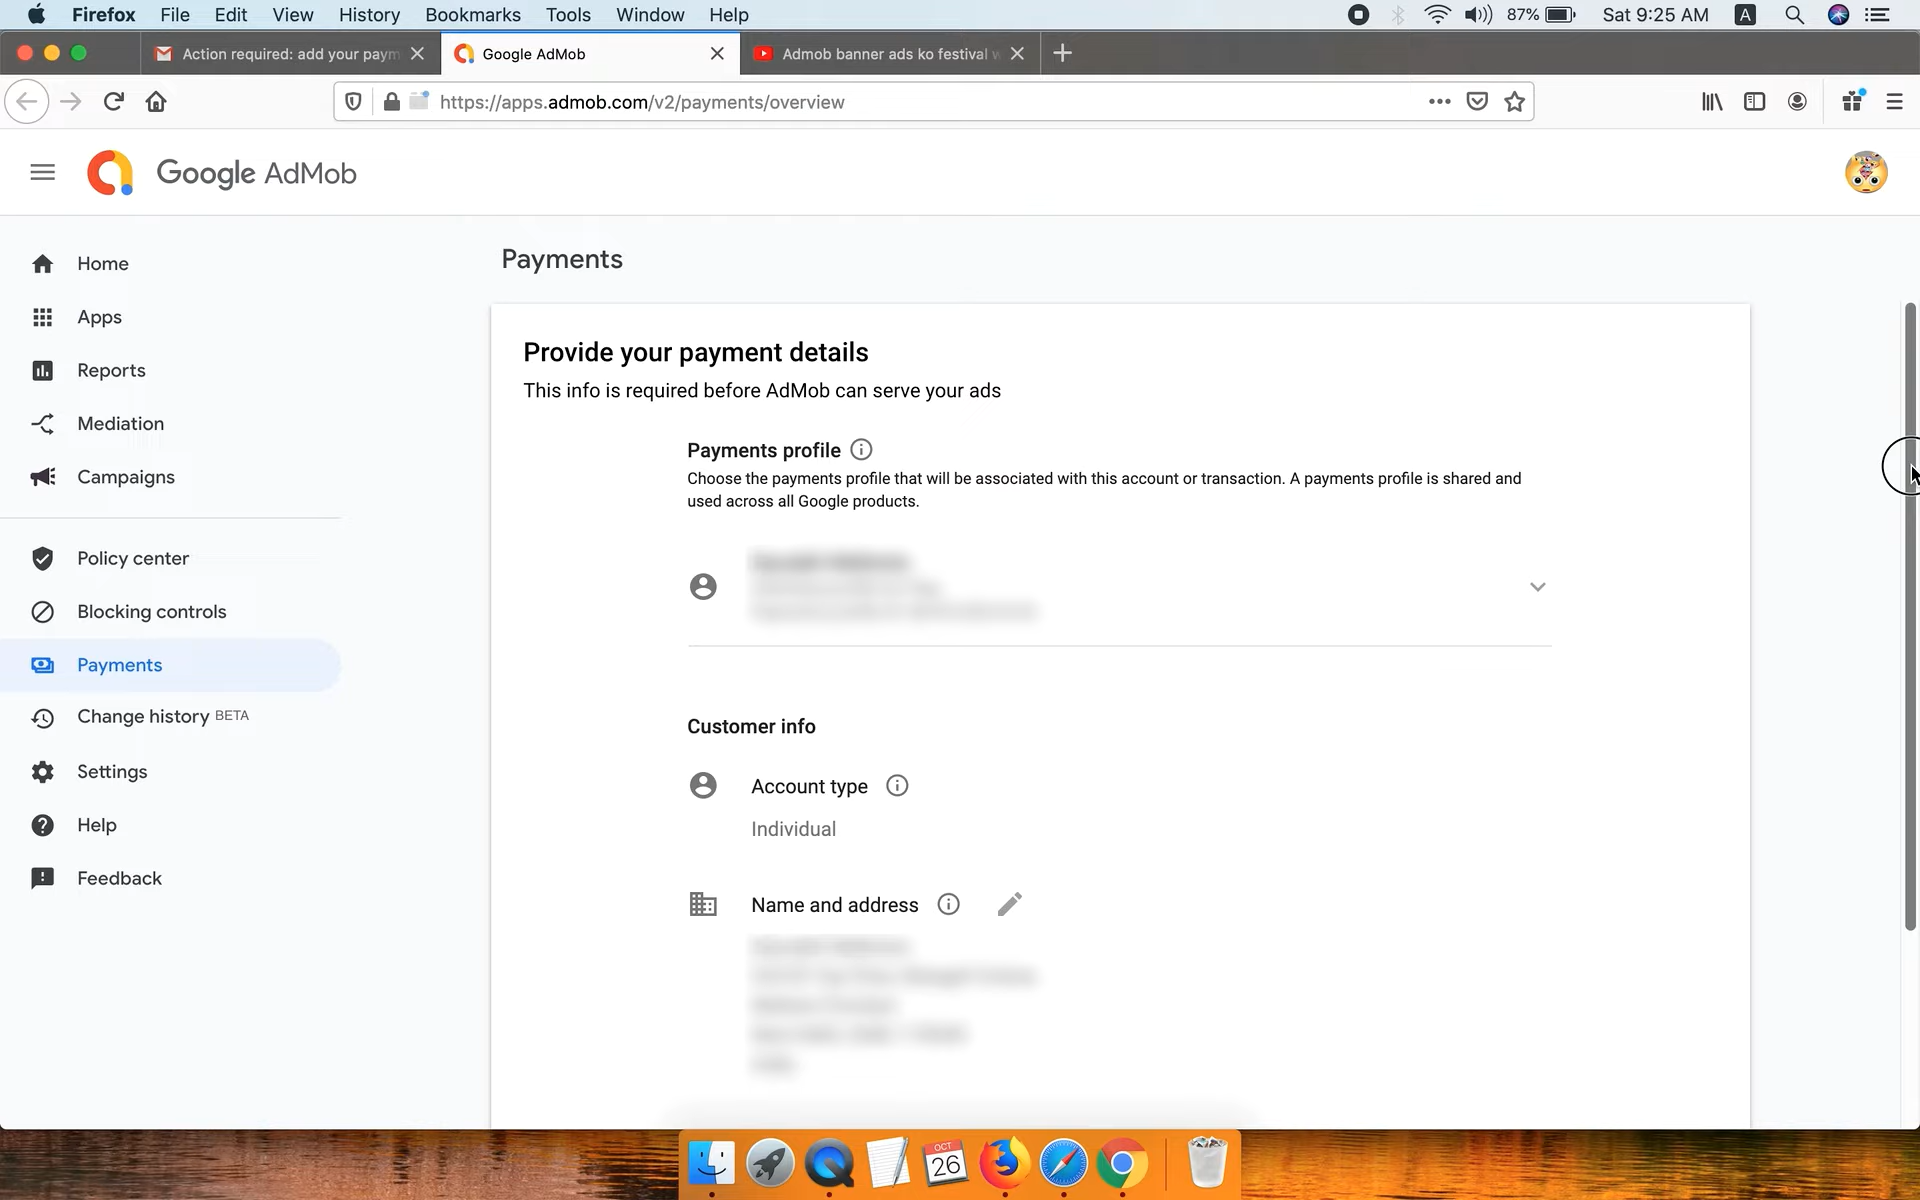 Firefox File Edit View History Bookmarks Tools Window Help 87% Sat 9:25 AM A
Action required: add your paym Google AdMob Admob banner ads ko festival
https://apps.admob.com/v2/payments/overview
Google AdMob
Home
Apps
Reports
Mediation
Campaigns
Policy center
Blocking controls
Payments
Change history BETA
Settings
Help
Feedback
Payments
Provide your payment details
This info is required before AdMob can serve your ads
Payments profile
Choose the payments profile that will be associated with this account or transaction. A payments profile is shared and
used across all Google products.
Customer info
Account type
Individual
Name and address
OCT
26